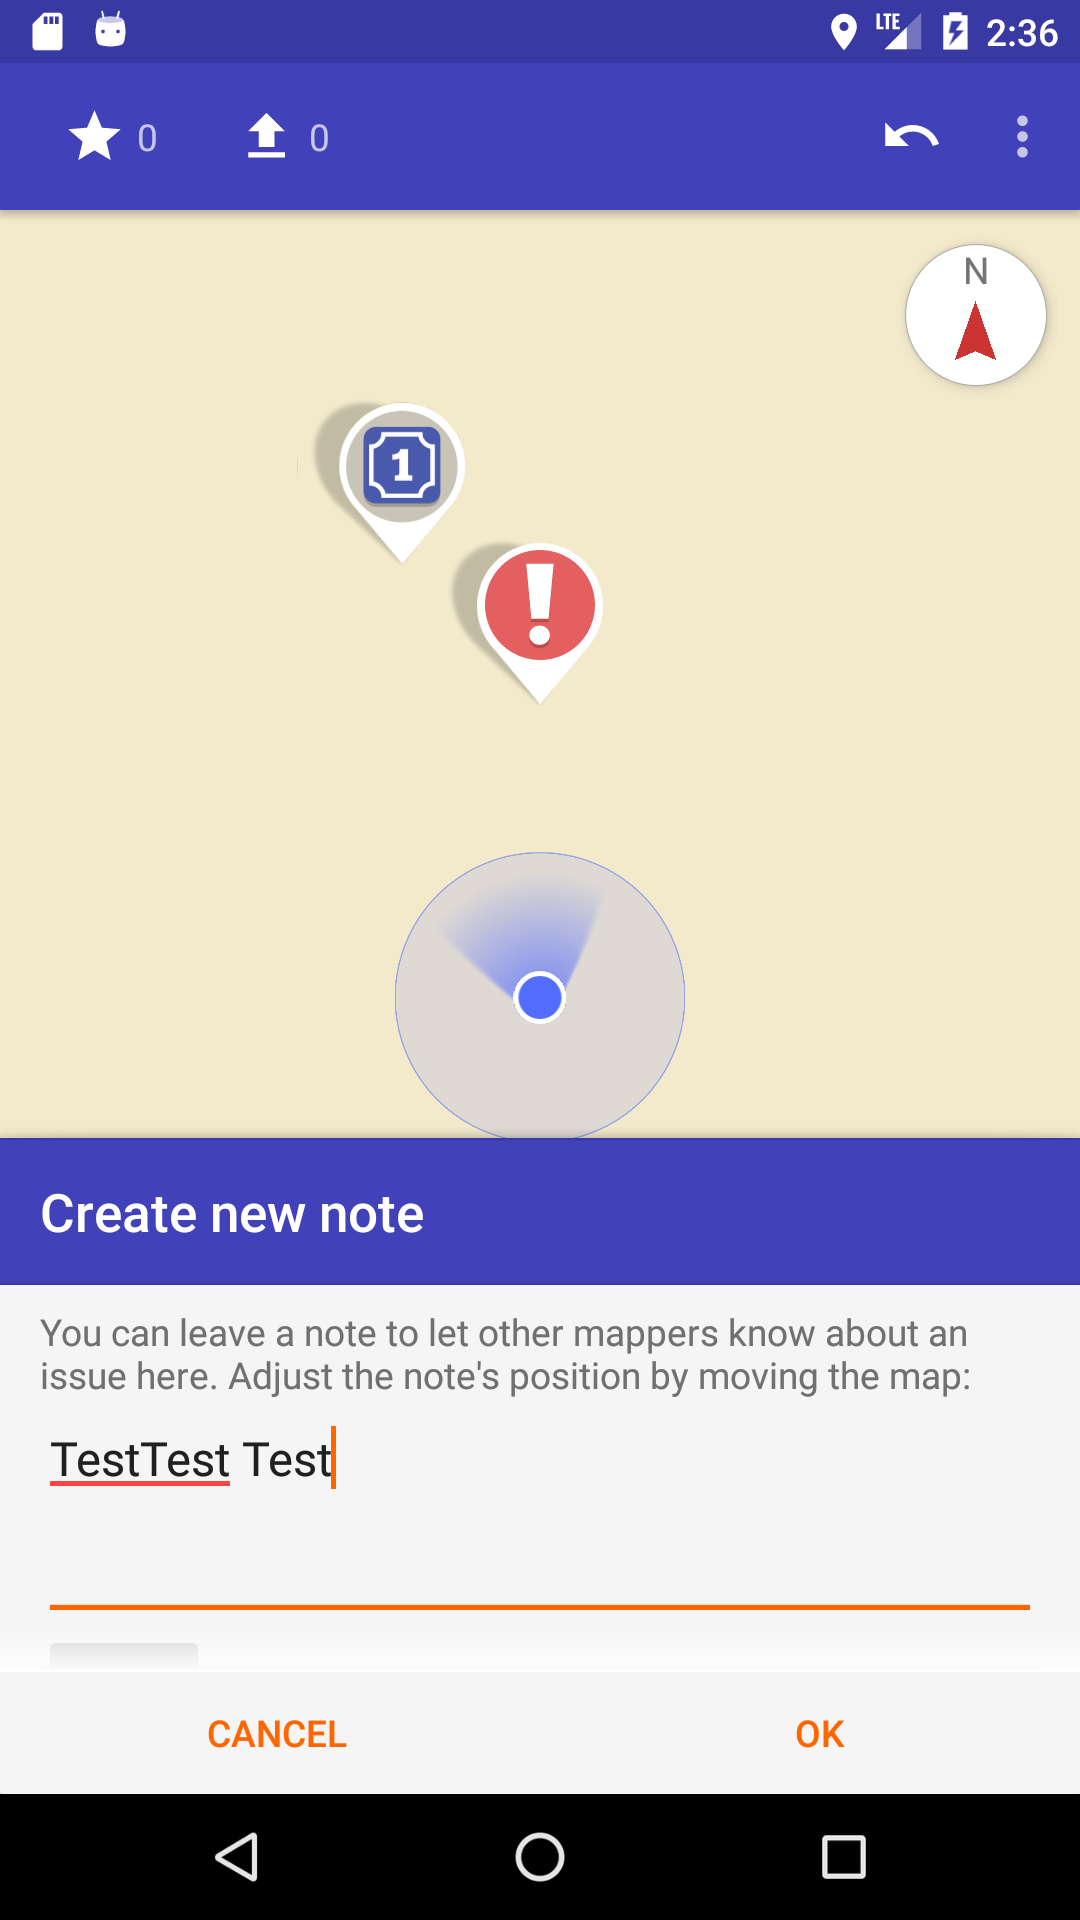 LTE 2:36
0 0
N
1
!
Create new note
You can leave a note to let other mappers know about an
issue here. Adjust the note's position by moving the map:
TestTest Test
CANCEL OK